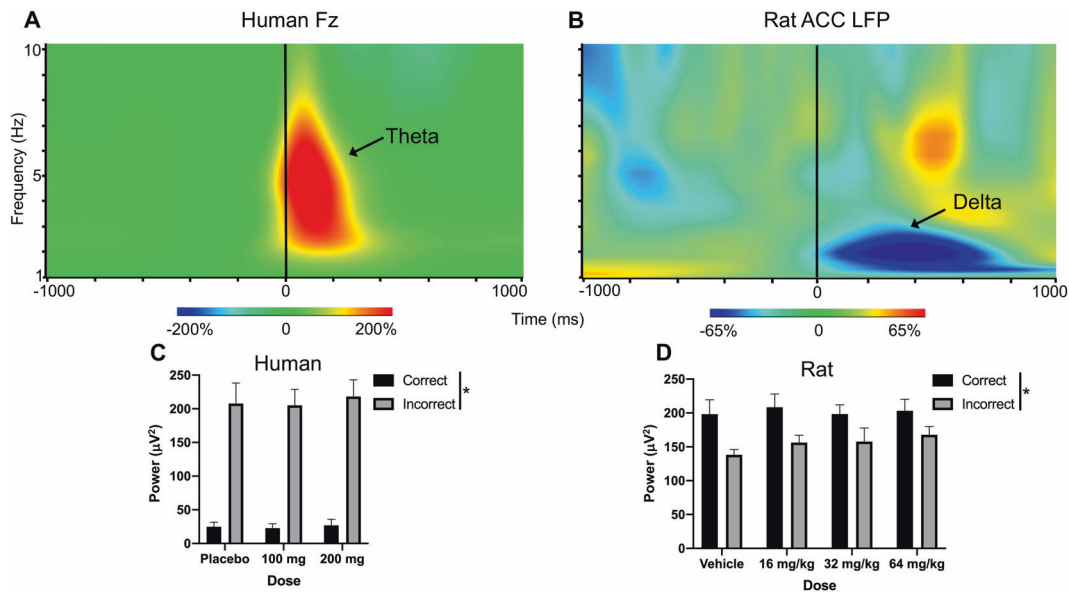 A
Human Fz
B
Rat ACC LFP
Frequency (Hz)
10
5
1
Theta
Delta
-1000
0
1000
-1000
0
1000
-200%
0
200%
Time (ms)
-65%
0
65%
C
Human
Correct
Incorrect
*
Power (µV²)
250
200
150
100
50
0
Placebo
100 mg
200 mg
Dose
D
Rat
Correct
Incorrect
*
Power (µV²)
250
200
150
100
50
0
Vehicle
16 mg/kg
32 mg/kg
64 mg/kg
Dose